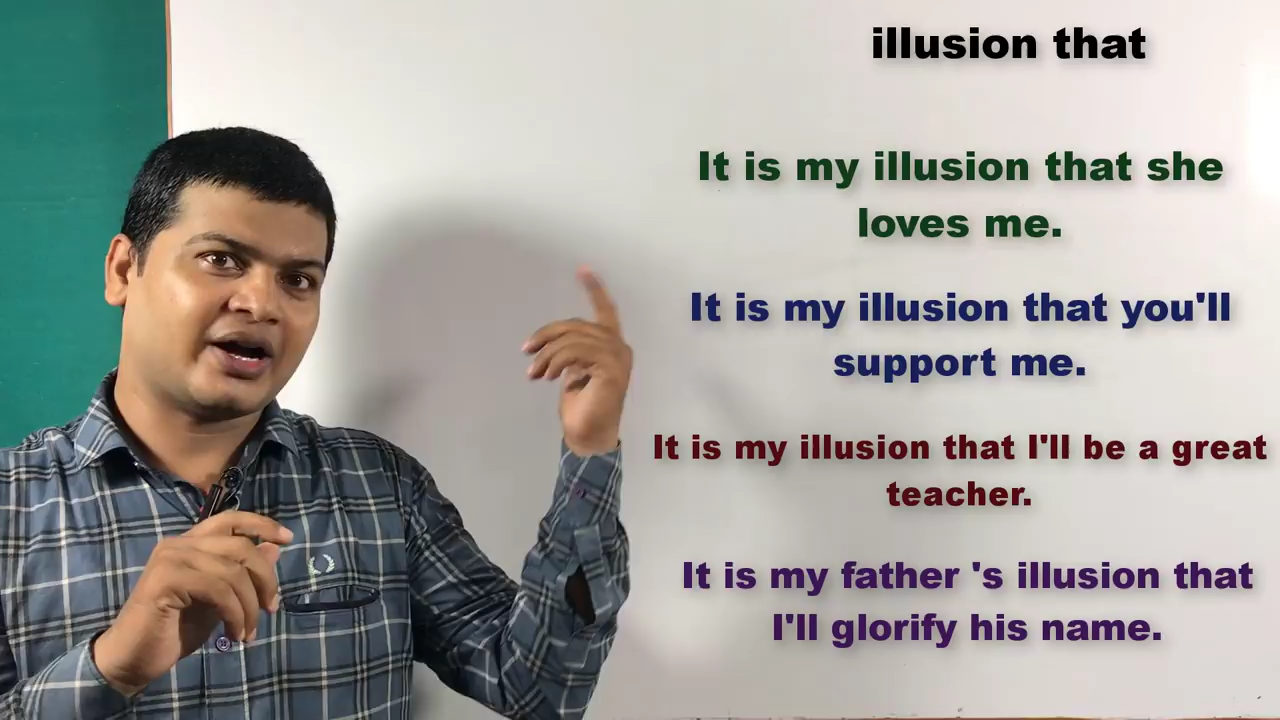 illusion that
It is my illusion that she
loves me.
It is my illusion that you'll
support me.
It is my illusion that I'll be a great
teacher.
It is my father 's illusion that
I'll glorify his name.